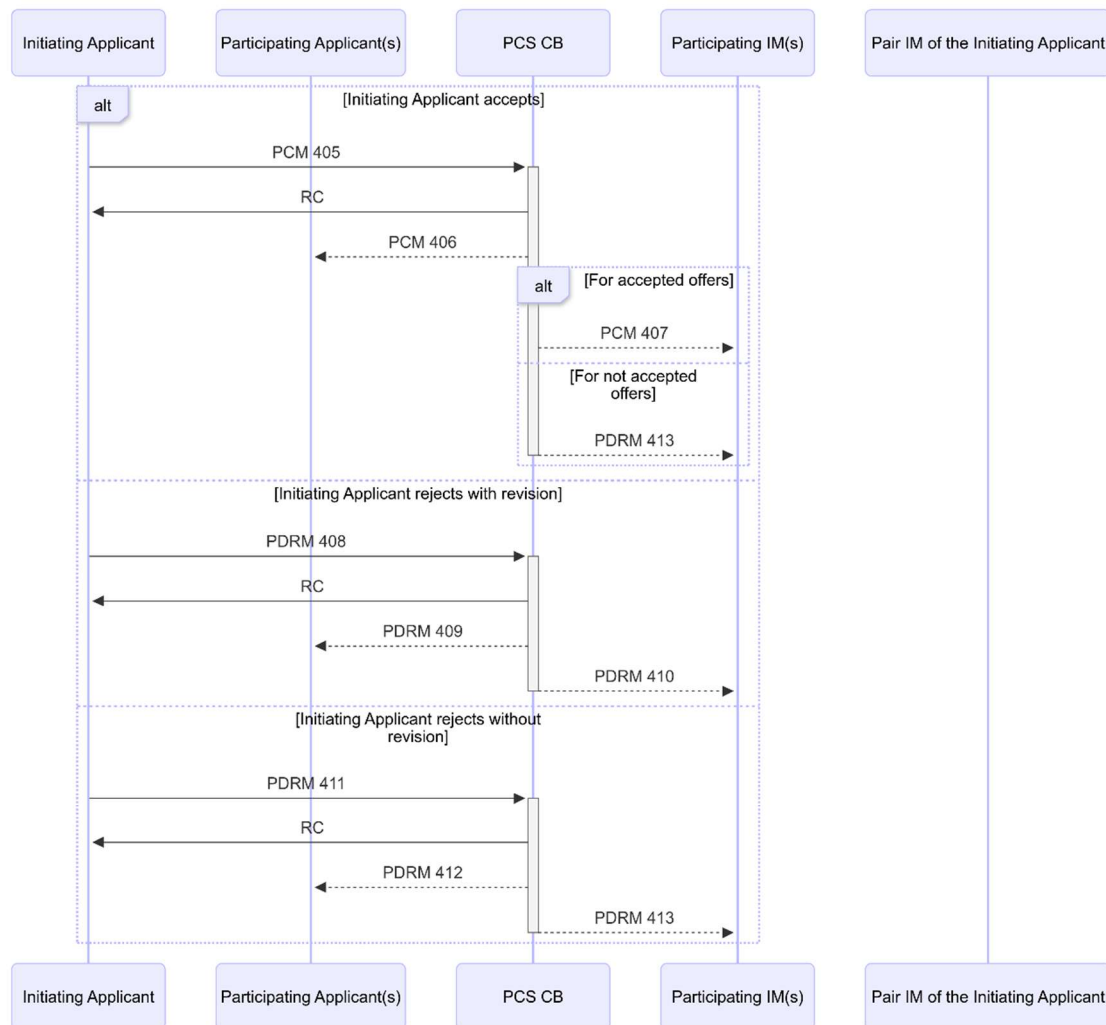 Initiating Applicant
Participating Applicant(s)
PCS CB
Participating IM(s)
Pair IM of the Initiating Applicant
alt
[Initiating Applicant accepts]
PCM 405
RC
PCM 406
alt
[For accepted offers]
PCM 407
[For not accepted
offers]
PDRM 413
[Initiating Applicant rejects with revision]
PDRM 408
RC
PDRM 409
PDRM 410
[Initiating Applicant rejects without
revision]
PDRM 411
RC
PDRM 412
PDRM 413
Initiating Applicant
Participating Applicant(s)
PCS CB
Participating IM(s)
Pair IM of the Initiating Applicant